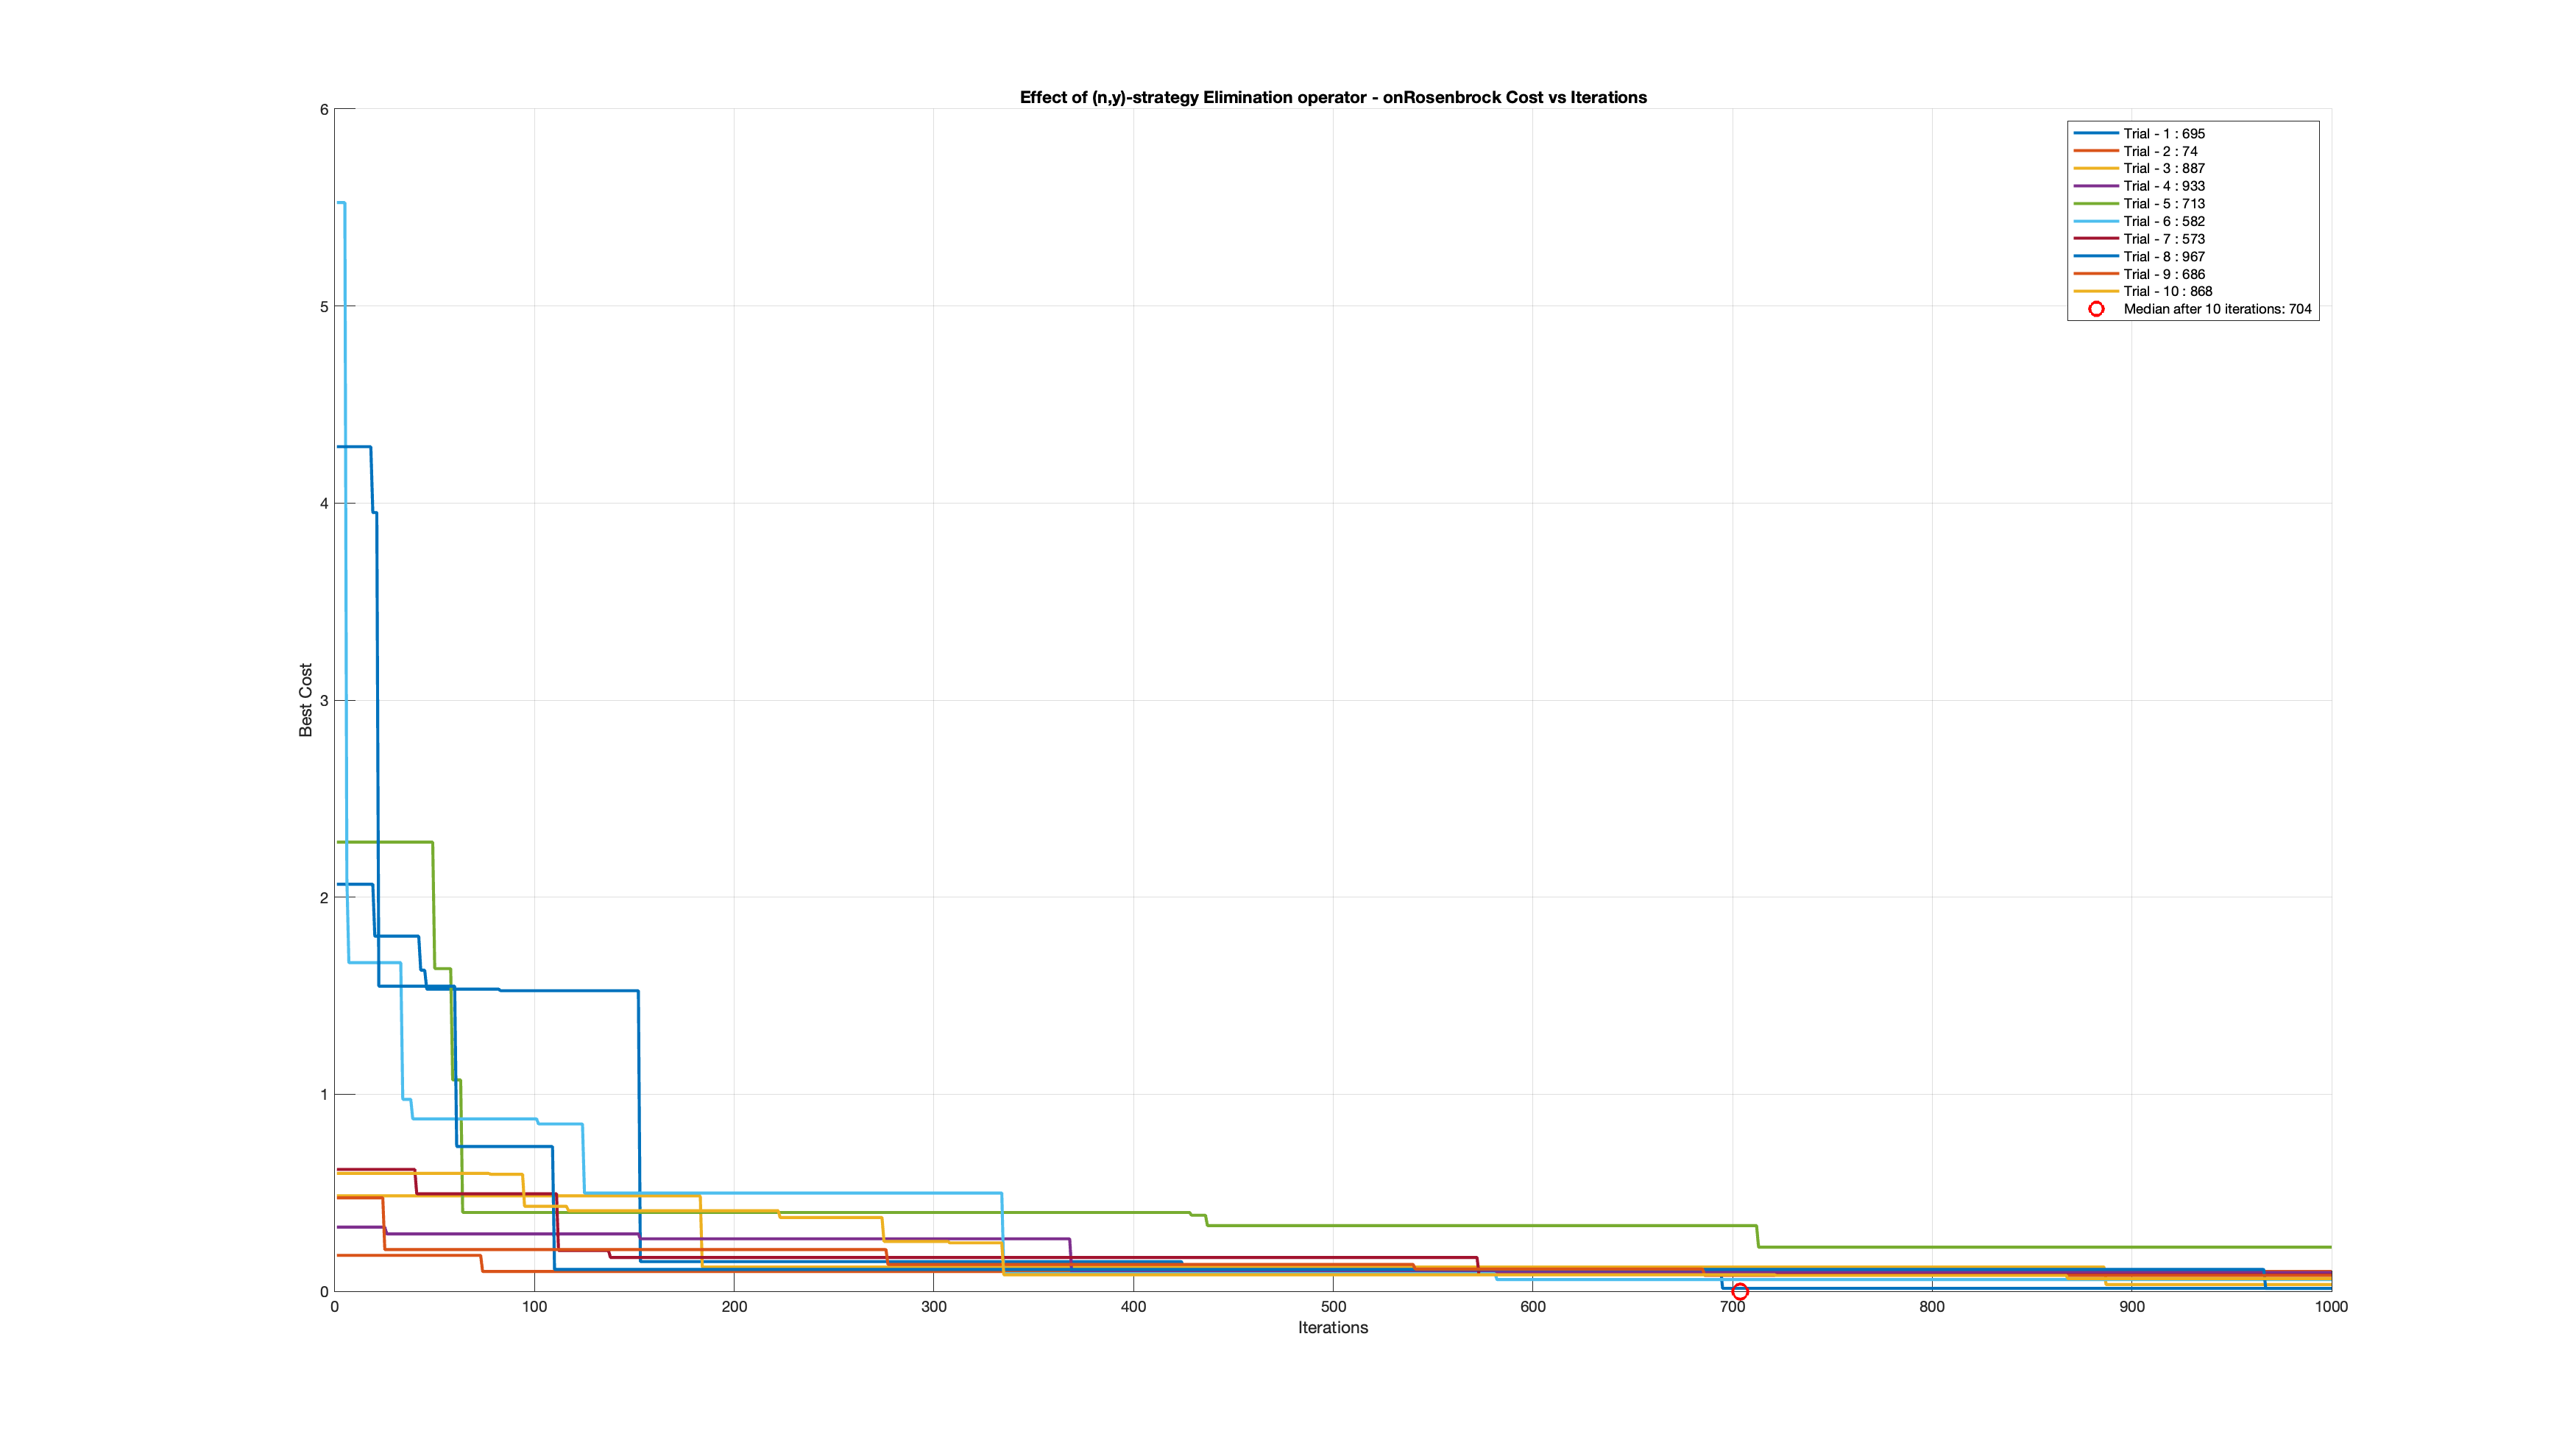 Effect of (n,y)-strategy Elimination operator - onRosenbrock Cost vs Iterations
Trial - 1 : 695
Trial - 2 : 74
Trial - 3 : 887
Trial - 4 : 933
Trial - 5 : 713
Trial - 6 : 582
Trial - 7 : 573
Trial - 8 : 967
Trial - 9 : 686
Trial - 10 : 868
Median after 10 iterations: 704
6
5
4
3
2
1
0
Best Cost
0 100 200 300 400 500 600 700 800 900 1000
Iterations